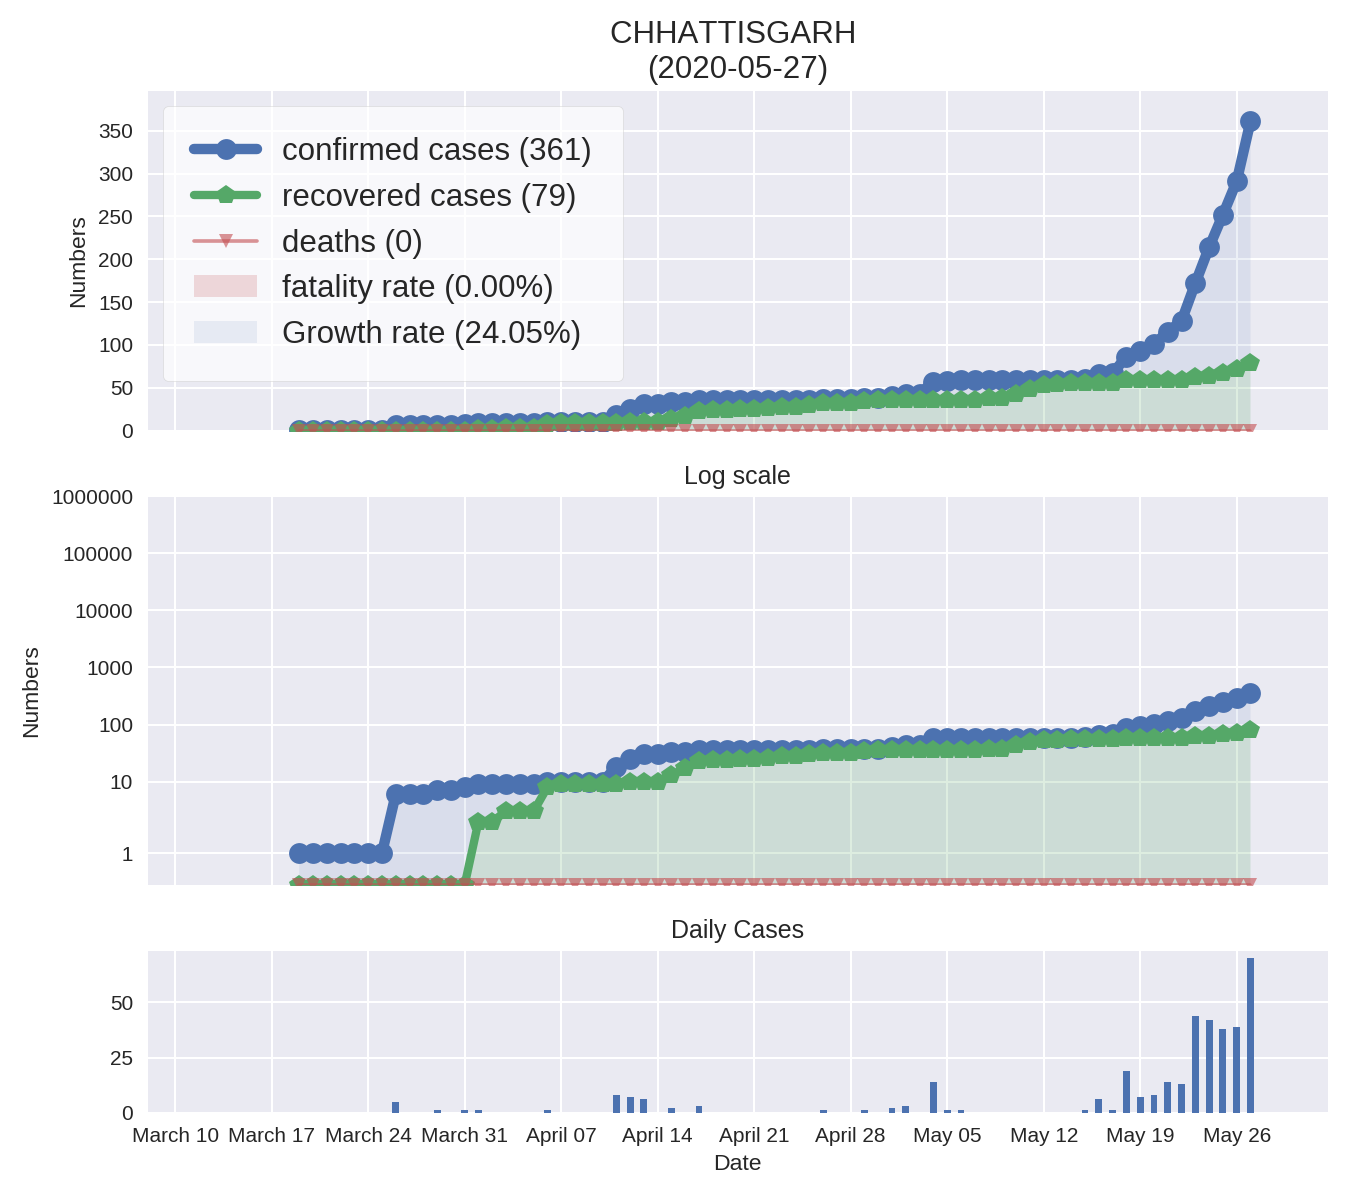 CHHATTISGARH
(2020-05-27)
350
300
250
200
150
100
50
0
Numbers
confirmed cases (361)
recovered cases (79)
deaths (0)
fatality rate (0.00%)
Growth rate (24.05%)
Log scale
1000000
100000
10000
1000
100
10
1
Numbers
Daily Cases
50
25
0
March 10 March 17 March 24 March 31 April 07 April 14 April 21 April 28 May 05 May 12 May 19 May 26
Date